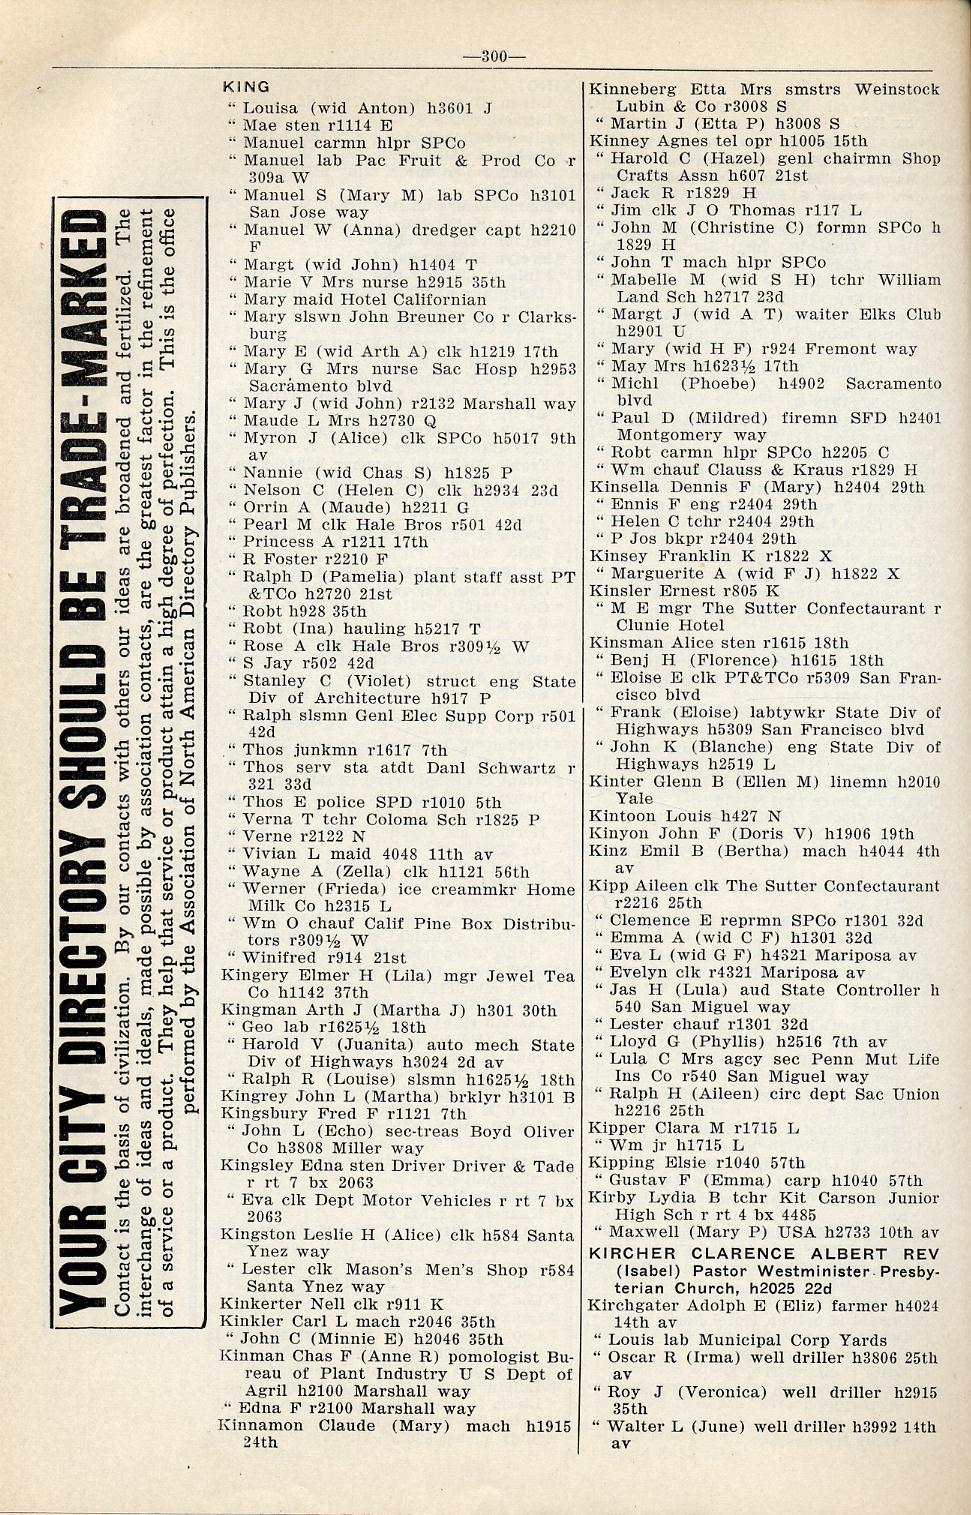 —300—
YOUR CITY DIRECTORY SHOULD BE TRADE-MARKED
Contact is the basis of civilization. By our contacts with others our ideas are broadened and fertilized. The
interchange of ideas and ideals, made possible by association contacts, are the greatest factor in the refinement
of a service or a product. They help that service or product attain a high degree of perfection. This is the office
performed by the Association of North American Directory Publishers.
KING
" Louisa (wid Anton) h3601 J
" Mae sten r1114 E
" Manuel carmn hlpr SPCo
" Manuel lab Pac Fruit & Prod Co r
309a W
" Manuel S (Mary M) lab SPCo h3101
San Jose way
" Manuel W (Anna) dredger capt h2210
F
" Margt (wid John) h1404 T
" Marie V Mrs nurse h2915 35th
" Mary maid Hotel Californian
" Mary slswn John Breuner Co r Clarks-
burg
" Mary E (wid Arth A) clk h1219 17th
" Mary G Mrs nurse Sac Hosp h2953
Sacramento blvd
" Mary J (wid John) r2132 Marshall way
" Maude L Mrs h2730 Q
" Myron J (Alice) clk SPCo h5017 9th
av
" Nannie (wid Chas S) h1825 P
" Nelson C (Helen C) clk h2934 23d
" Orrin A (Maude) h2211 G
" Pearl M clk Hale Bros r501 42d
" Princess A r1211 17th
" R Foster r2210 F
" Ralph D (Pamelia) plant staff asst PT
&TCo h2720 21st
" Robt h928 35th
" Robt (Ina) hauling h5217 T
" Rose A clk Hale Bros r309½ W
" S Jay r502 42d
" Stanley C (Violet) struct eng State
Div of Architecture h917 P
" Ralph slsmn Genl Elec Supp Corp r501
42d
" Thos junkmn r1617 7th
" Thos serv sta atdt Danl Schwartz r
321 33d
" Thos E police SPD r1010 5th
" Verna T tchr Coloma Sch r1825 P
" Verne r2122 N
" Vivian L maid 4048 11th av
" Wayne A (Zella) clk h1121 56th
" Werner (Frieda) ice creammkr Home
Milk Co h2315 L
" Wm O chauf Calif Pine Box Distribu-
tors r309½ W
" Winifred r914 21st
Kingery Elmer H (Lila) mgr Jewel Tea
Co h1142 37th
Kingman Arth J (Martha J) h301 30th
" Geo lab r1625½ 18th
" Harold V (Juanita) auto mech State
Div of Highways h3024 2d av
" Ralph R (Louise) slsmn h1625½ 18th
Kingrey John L (Martha) brklyr h3101 B
Kingsbury Fred F r1121 7th
" John L (Echo) sec-treas Boyd Oliver
Co h3808 Miller way
Kingsley Edna sten Driver Driver & Tade
r rt 7 bx 2063
" Eva clk Dept Motor Vehicles r rt 7 bx
2063
Kingston Leslie H (Alice) clk h584 Santa
Ynez way
" Lester clk Mason's Men's Shop r584
Santa Ynez way
Kinkerter Nell clk r911 K
Kinkler Carl L mach r2046 35th
" John C (Minnie E) h2046 35th
Kinman Chas F (Anne R) pomologist Bu-
reau of Plant Industry U S Dept of
Agril h2100 Marshall way
" Edna F r2100 Marshall way
Kinnamon Claude (Mary) mach h1915
24th
Kinneberg Etta Mrs smstrs Weinstock
Lubin & Co r3008 S
" Martin J (Etta P) h3008 S
Kinney Agnes tel opr h1005 15th
" Harold C (Hazel) genl chairmn Shop
Crafts Assn h607 21st
" Jack R r1829 H
" Jim clk J O Thomas r117 L
" John M (Christine C) formn SPCo h
1829 H
" John T mach hlpr SPCo
" Mabelle M (wid S H) tchr William
Land Sch h2717 23d
" Margt J (wid A T) waiter Elks Club
h2901 U
" Mary (wid H F) r924 Fremont way
" May Mrs h1623½ 17th
" Michl (Phoebe) h4902 Sacramento
blvd
" Paul D (Mildred) firemn SFD h2401
Montgomery way
" Robt carmn hlpr SPCo h2205 C
" Wm chauf Clauss & Kraus r1829 H
Kinsella Dennis F (Mary) h2404 29th
" Ennis F eng r2404 29th
" Helen C tchr r2404 29th
" P Jos bkpr r2404 29th
Kinsey Franklin K r1822 X
" Marguerite A (wid F J) h1822 X
Kinsler Ernest r805 K
" M E mgr The Sutter Confectaurant r
Clunie Hotel
Kinsman Alice sten r1615 18th
" Benj H (Florence) h1615 18th
" Eloise E clk PT&TCo r5309 San Fran-
cisco blvd
" Frank (Eloise) labtywkr State Div of
Highways h5309 San Francisco blvd
" John K (Blanche) eng State Div of
Highways h2519 L
Kinter Glenn B (Ellen M) linemn h2010
Yale
Kintoon Louis h427 N
Kinyon John F (Doris V) h1906 19th
Kinz Emil B (Bertha) mach h4044 4th
av
Kipp Aileen clk The Sutter Confectaurant
r2216 25th
" Clemence E reprmn SPCo r1301 32d
" Emma A (wid C F) h1301 32d
" Eva L (wid G F) h4321 Mariposa av
" Evelyn clk r4321 Mariposa av
" Jas H (Lula) aud State Controller h
540 San Miguel way
" Lester chauf r1301 32d
" Lloyd G (Phyllis) h2516 7th av
" Lula C Mrs agcy sec Penn Mut Life
Ins Co r540 San Miguel way
" Ralph H (Aileen) circ dept Sac Union
h2216 25th
Kipper Clara M r1715 L
" Wm jr h1715 L
Kipping Elsie r1040 57th
" Gustav F (Emma) carp h1040 57th
Kirby Lydia B tchr Kit Carson Junior
High Sch r rt 4 bx 4485
" Maxwell (Mary P) USA h2733 10th av
KIRCHER CLARENCE ALBERT REV
(Isabel) Pastor Westminister Presby-
terian Church, h2025 22d
Kirchgater Adolph E (Eliz) farmer h4024
14th av
" Louis lab Municipal Corp Yards
" Oscar R (Irma) well driller h3806 25th
av
" Roy J (Veronica) well driller h2915
35th
" Walter L (June) well driller h3992 14th
av